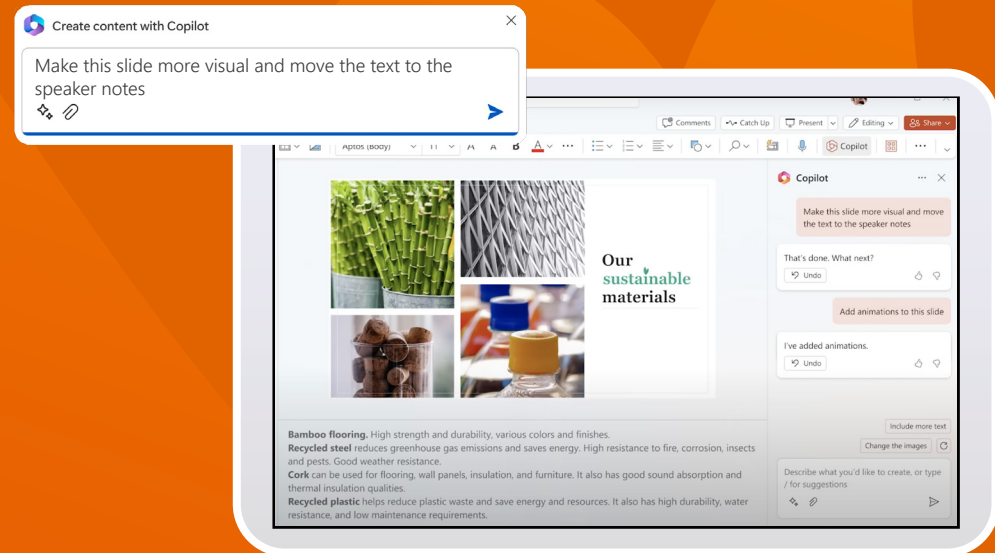 Create content with Copilot
Make this slide more visual and move the text to the
speaker notes
Comments
Catch Up
Present
Editing
Share
Aptos (Body)
11
A
A
B
A
Copilot
Our
sustainable
materials
Bamboo flooring. High strength and durability, various colors and finishes.
Recycled steel reduces greenhouse gas emissions and saves energy. High resistance to fire, corrosion, insects
and pests. Good weather resistance.
Cork can be used for flooring, wall panels, insulation, and furniture. It also has good sound absorption and
thermal insulation qualities.
Recycled plastic helps reduce plastic waste and save energy and resources. It also has high durability, water
resistance, and low maintenance requirements.
Copilot
Make this slide more visual and move
the text to the speaker notes
That's done. What next?
Undo
Add animations to this slide
I've added animations.
Undo
Include more text
Change the images
Describe what you'd like to create, or type
/ for suggestions